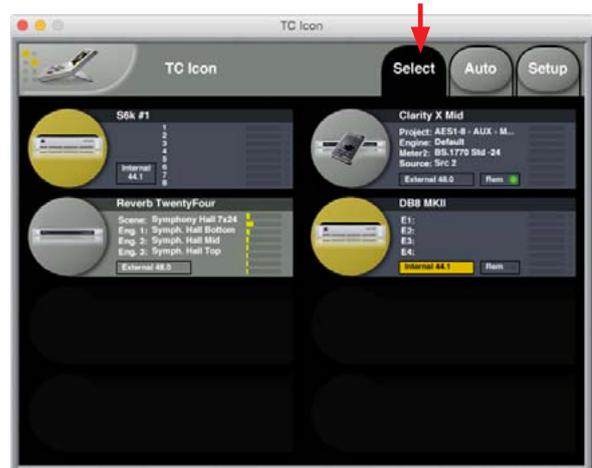 TC Icon
TC Icon
Select
Auto
Setup
S6k #1
1
2
3
4
5
6
7
8
Internal
44.1
Clarity X Mid
Project: AES1-8 - AUX - M...
Engine: Default
Meter2: BS.1770 Std -24
Source: Src 2
External 48.0
Rem
Reverb TwentyFour
Scene: Symphony Hall 7x24
Eng. 1: Symph. Hall Bottom
Eng. 2: Symph. Hall Mid
Eng. 3: Symph. Hall Top
External 48.0
DB8 MKII
E1:
E2:
E3:
E4:
Internal 44.1
Rem